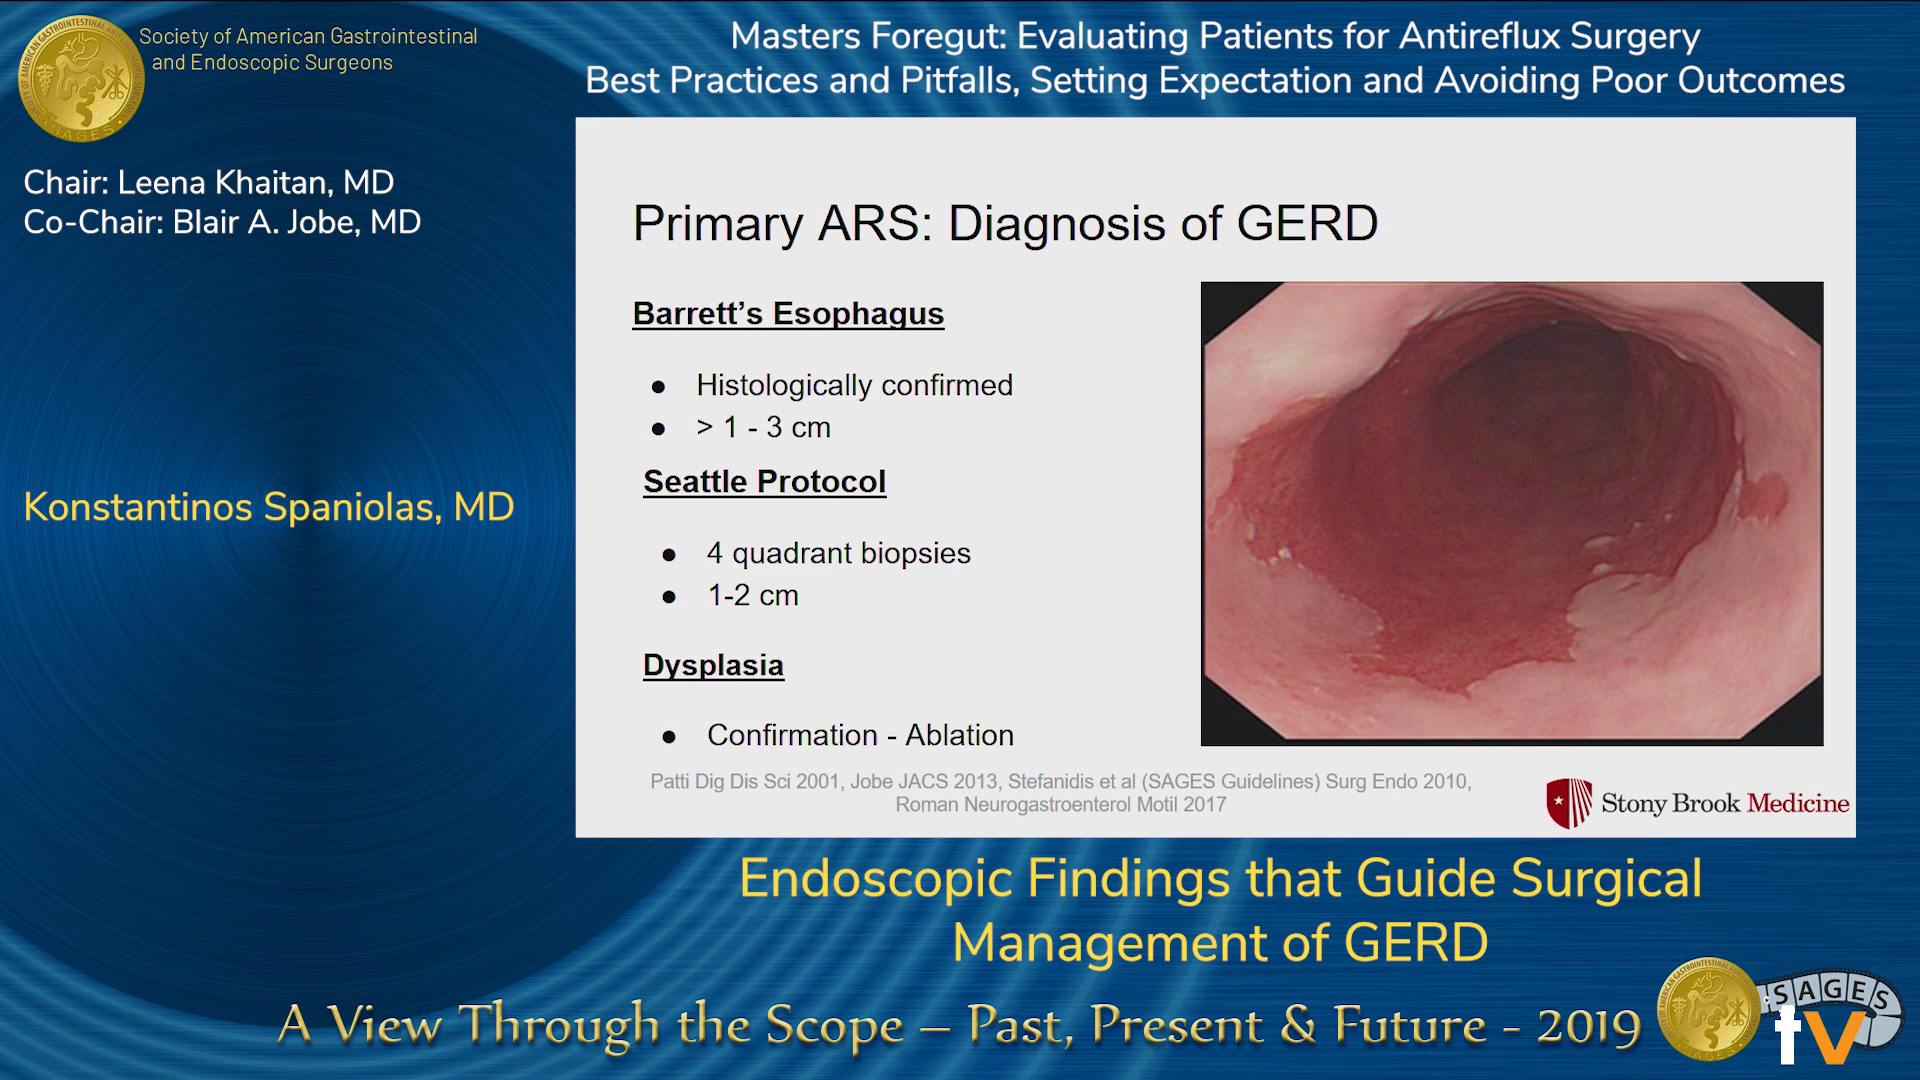 Society of American Gastrointestinal
and Endoscopic Surgeons
Masters Foregut: Evaluating Patients for Antireflux Surgery
Best Practices and Pitfalls, Setting Expectation and Avoiding Poor Outcomes
Chair: Leena Khaitan, MD
Co-Chair: Blair A. Jobe, MD
Konstantinos Spaniolas, MD
Primary ARS: Diagnosis of GERD
Barrett's Esophagus
● Histologically confirmed
● > 1 - 3 cm
Seattle Protocol
● 4 quadrant biopsies
● 1-2 cm
Dysplasia
● Confirmation - Ablation
Patti Dig Dis Sci 2001, Jobe JACS 2013, Stefanidis et al (SAGES Guidelines) Surg Endo 2010,
Roman Neurogastroenterol Motil 2017
Stony Brook Medicine
Endoscopic Findings that Guide Surgical
Management of GERD
A View Through the Scope – Past, Present & Future - 2019
SAGES
tv